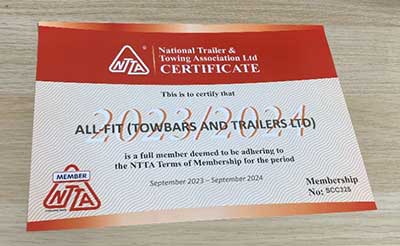 NTTA
National Trailer &
Towing Association Ltd
CERTIFICATE
This is to certify that
2023/2024
ALL-FIT (TOWBARS AND TRAILERS LTD)
is a full member deemed to be adhering to
the NTTA Terms of Membership for the period
September 2023 – September 2024
MEMBER
NTTA
Membership
No: SCC325